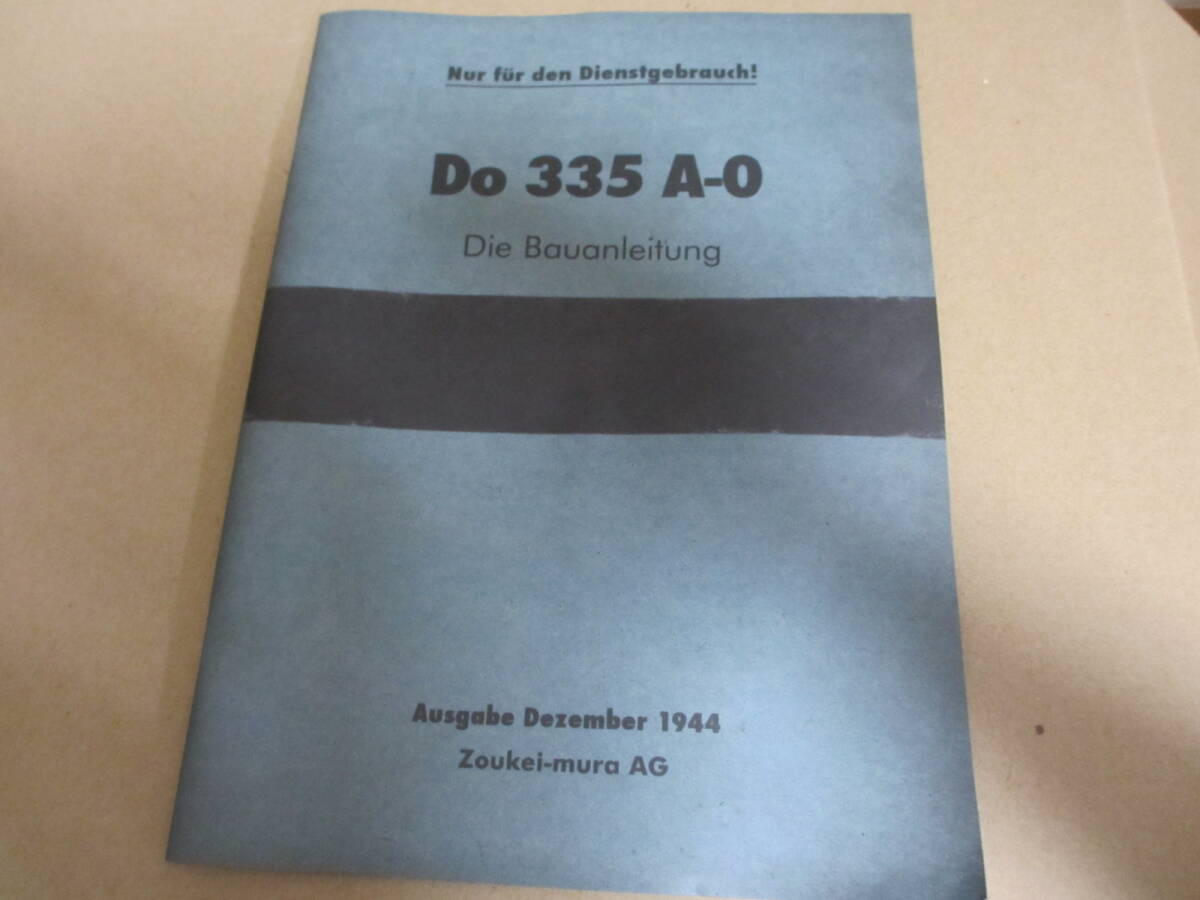 Nur für den Dienstgebrauch!
Do 335 A-0
Die Bauanleitung
Ausgabe Dezember 1944
Zoukei-mura AG